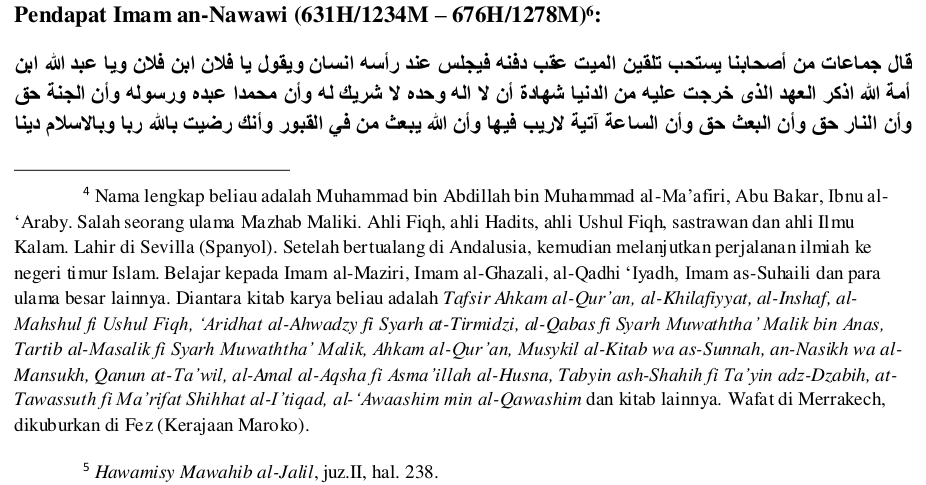 Pendapat Imam an-Nawawi (631H/1234M – 676H/1278M)⁶:
قال جماعات من أصحابنا يستحب تلقين الميت عقب دفنه فيجلس عند رأسه انسان ويقول يا فلان ابن فلان ويا عبد الله ابن
أمة الله اذكر العهد الذى خرجت عليه من الدنيا شهادة أن لا اله وحده لا شريك له وأن محمدا عبده ورسوله وأن الجنة حق
وأن النار حق وأن البعث حق وأن الساعة آتية لاريب فيها وأن الله يبعث من في القبور وأنك رضيت بالله ربا وبالاسلام دينا
⁴ Nama lengkap beliau adalah Muhammad bin Abdillah bin Muhammad al-Ma’afiri, Abu Bakar, Ibnu al-
‘Araby. Salah seorang ulama Mazhab Maliki. Ahli Fiqh, ahli Hadits, ahli Ushul Fiqh, sastrawan dan ahli Ilmu
Kalam. Lahir di Sevilla (Spanyol). Setelah bertualang di Andalusia, kemudian melanjutkan perjalanan ilmiah ke
negeri timur Islam. Belajar kepada Imam al-Maziri, Imam al-Ghazali, al-Qadhi ‘Iyadh, Imam as-Suhaili dan para
ulama besar lainnya. Diantara kitab karya beliau adalah Tafsir Ahkam al-Qur’an, al-Khilafiyyat, al-Inshaf, al-
Mahshul fi Ushul Fiqh, ‘Aridhat al-Ahwadzy fi Syarh at-Tirmidzi, al-Qabas fi Syarh Muwaththa’ Malik bin Anas,
Tartib al-Masalik fi Syarh Muwaththa’ Malik, Ahkam al-Qur’an, Musykil al-Kitab wa as-Sunnah, an-Nasikh wa al-
Mansukh, Qanun at-Ta’wil, al-Amal al-Aqsha fi Asma’illah al-Husna, Tabyin ash-Shahih fi Ta’yin adz-Dzabih, at-
Tawassuth fi Ma’rifat Shihhat al-I’tiqad, al-‘Awaashim min al-Qawashim dan kitab lainnya. Wafat di Merrakech,
dikuburkan di Fez (Kerajaan Maroko).
⁵ Hawamisy Mawahib al-Jalil, juz.II, hal. 238.